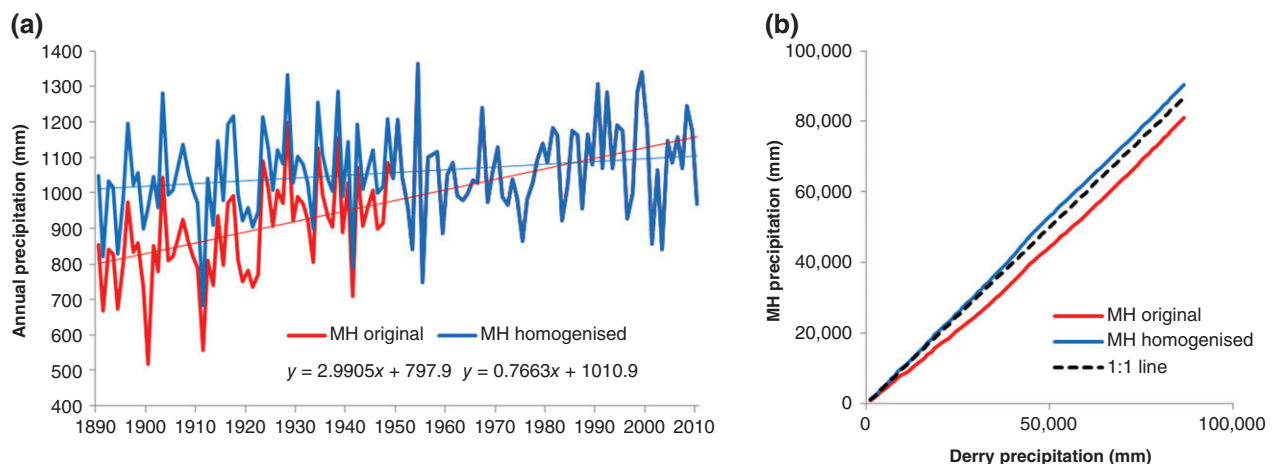 (a)
Annual precipitation (mm)
1400
1300
1200
1100
1000
900
800
700
600
500
400
MH original MH homogenised
y = 2.9905x + 797.9 y = 0.7663x + 1010.9
1890 1900 1910 1920 1930 1940 1950 1960 1970 1980 1990 2000 2010
(b)
MH precipitation (mm)
100,000
80,000
60,000
40,000
20,000
0
MH original
MH homogenised
1:1 line
0 50,000 100,000
Derry precipitation (mm)